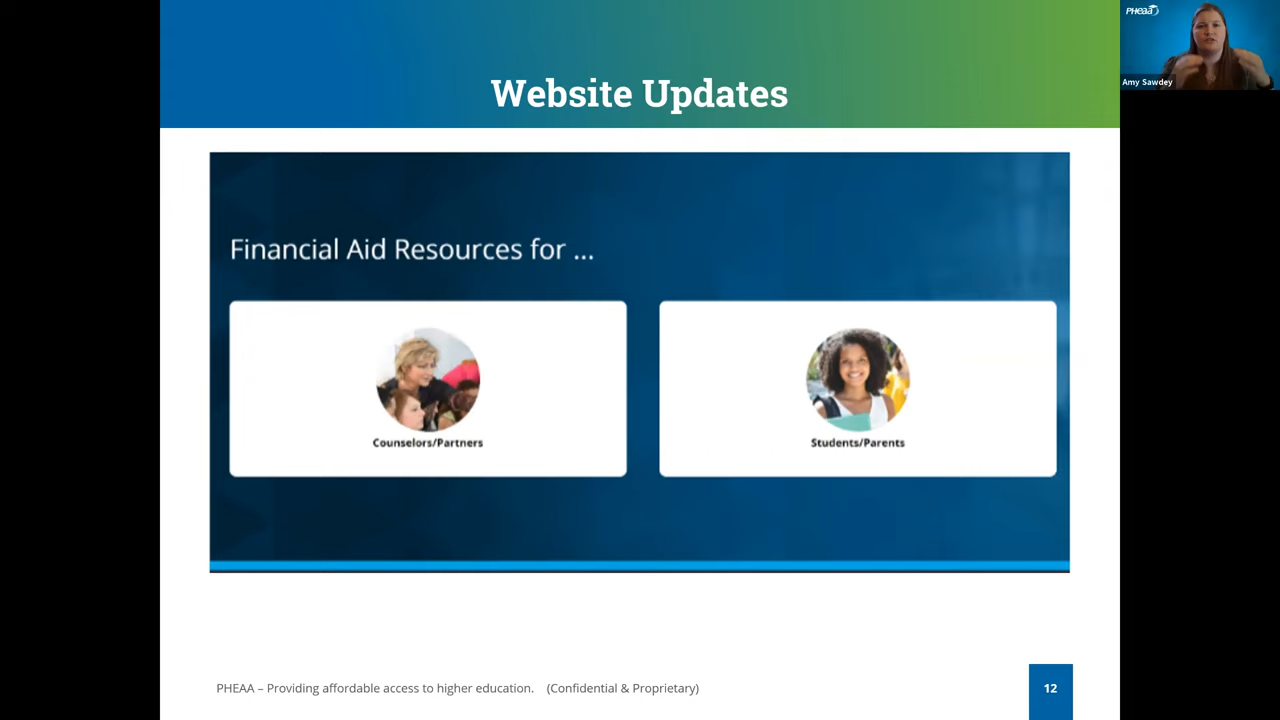 PHEAA
Amy Sawdey
Website Updates
Financial Aid Resources for ...
Counselors/Partners
Students/Parents
PHEAA – Providing affordable access to higher education. (Confidential & Proprietary)
12